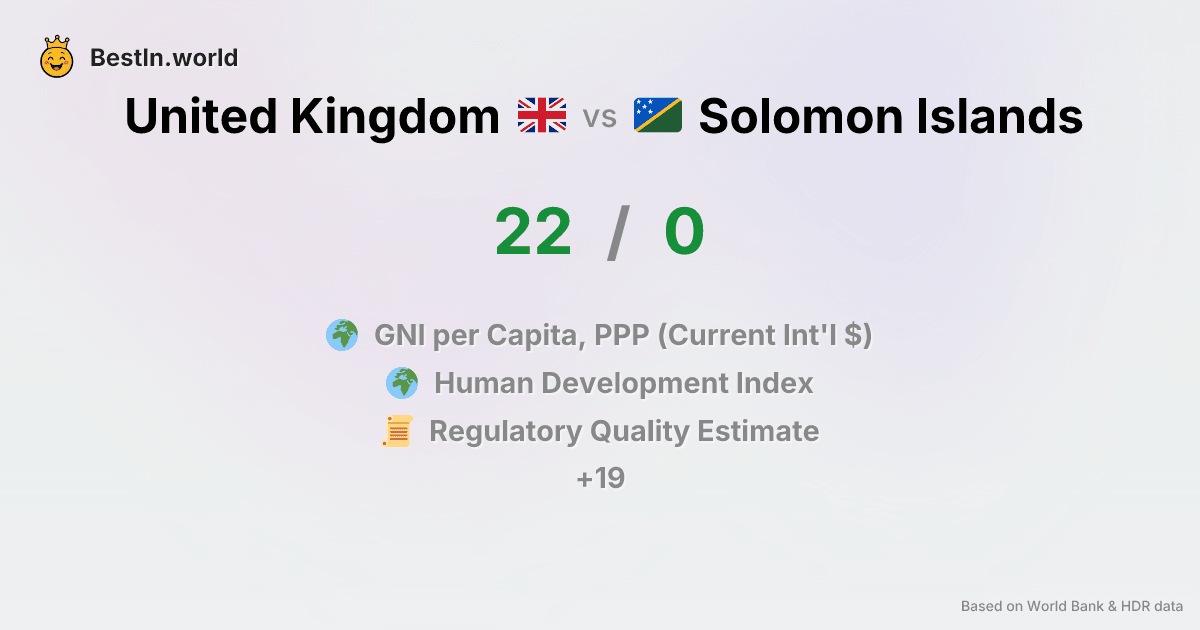 BestIn.world
United Kingdom vs Solomon Islands
22 / 0
GNI per Capita, PPP (Current Int'l $)
Human Development Index
Regulatory Quality Estimate
+19
Based on World Bank & HDR data